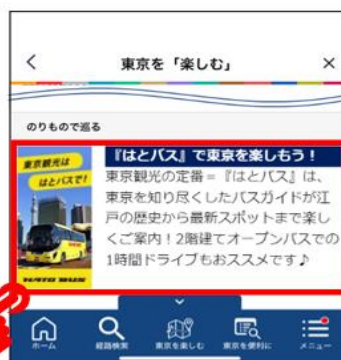 東京を「楽しむ」
のりもので巡る
東京観光は
はとバスで!
『はとバス』で東京を楽しもう！
東京観光の定番=『はとバス』は、
東京を知り尽くしたバスガイドが江
戸の歴史から最新スポットまで楽し
くご案内！2階建てオープンバスでの
1時間ドライブもおススメです♪
ホーム
経路検索
東京を楽しむ
東京を便利に
メニュー